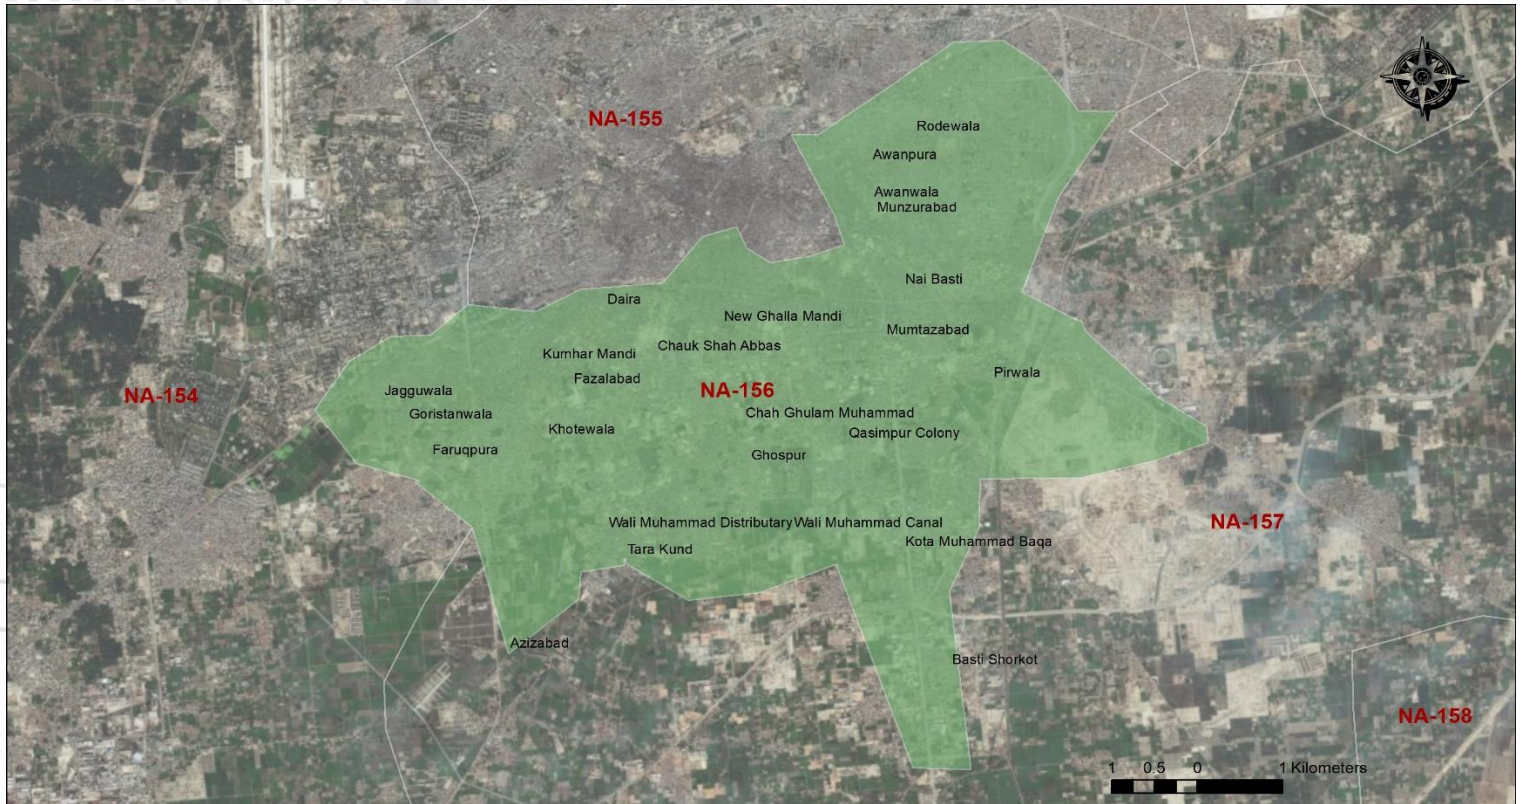 NA-155
Rodewala
Awanpura
Awanwala
Munzurabad
Nai Basti
Daira
New Ghalla Mandi
Mumtazabad
Chauk Shah Abbas
Kumhar Mandi
Pirwala
Fazalabad
NA-154
Jagguwala
NA-156
Goristanwala
Chah Ghulam Muhammad
Khotewala
Qasimpur Colony
Faruqpura
Ghospur
Wali Muhammad Distributary
Wali Muhammad Canal
NA-157
Kota Muhammad Baqa
Tara Kund
Azizabad
Basti Shorkot
NA-158
1 0.5 0 1 Kilometers